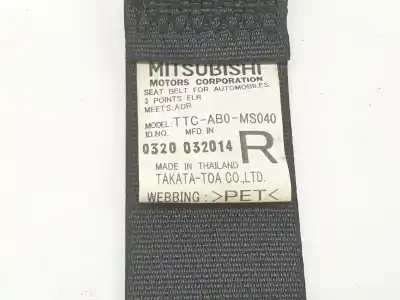 MITSUBISHI
MOTORS CORPORATION
SEAT BELT FOR AUTOMOBILES.
3 POINTS ELR
MEETS:ADR
MODEL TTC-AB0-MS040
ID.NO. MFD. IN
0320 032014 R
MADE IN THAILAND
TAKATA-TOA CO.,LTD.
WEBBING : >PET<